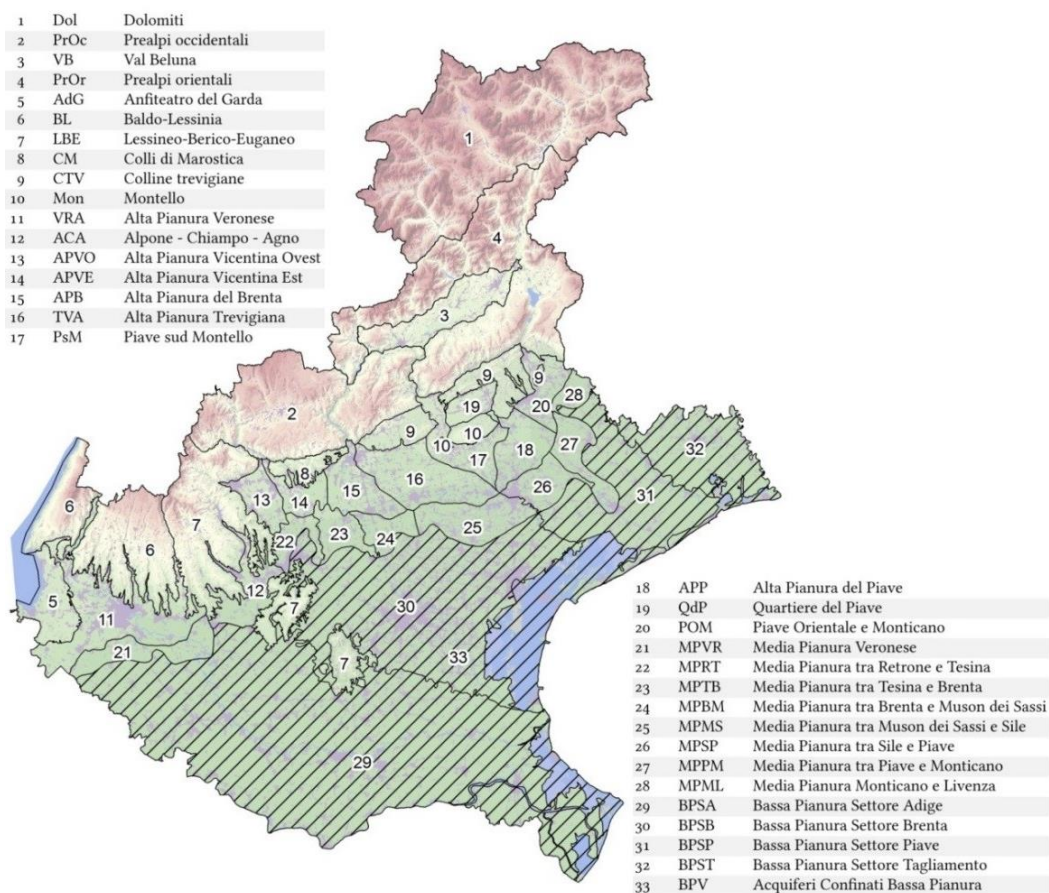 1 Dol Dolomiti
2 PrOc Prealpi occidentali
3 VB Val Beluna
4 PrOr Prealpi orientali
5 AdG Anfiteatro del Garda
6 BL Baldo-Lessinia
7 LBE Lessineo-Berico-Euganeo
8 CM Colli di Marostica
9 CTV Colline trevigiane
10 Mon Montello
11 VRA Alta Pianura Veronese
12 ACA Alpone - Chiampo - Agno
13 APVO Alta Pianura Vicentina Ovest
14 APVE Alta Pianura Vicentina Est
15 APB Alta Pianura del Brenta
16 TVA Alta Pianura Trevigiana
17 PsM Piave sud Montello
1
4
3
2
9
9
28
19
20
9
10
10
18
27
32
17
8
16
26
31
13
14
15
6
7
25
22
23
24
6
12
5
11
7
30
21
7
33
29
18 APP Alta Pianura del Piave
19 QdP Quartiere del Piave
20 POM Piave Orientale e Monticano
21 MPVR Media Pianura Veronese
22 MPRT Media Pianura tra Retrone e Tesina
23 MPTB Media Pianura tra Tesina e Brenta
24 MPBM Media Pianura tra Brenta e Muson dei Sassi
25 MPMS Media Pianura tra Muson dei Sassi e Sile
26 MPSP Media Pianura tra Sile e Piave
27 MPPM Media Pianura tra Piave e Monticano
28 MPML Media Pianura Monticano e Livenza
29 BPSA Bassa Pianura Settore Adige
30 BPSB Bassa Pianura Settore Brenta
31 BPSP Bassa Pianura Settore Piave
32 BPST Bassa Pianura Settore Tagliamento
33 BPV Acquiferi Confinati Bassa Pianura